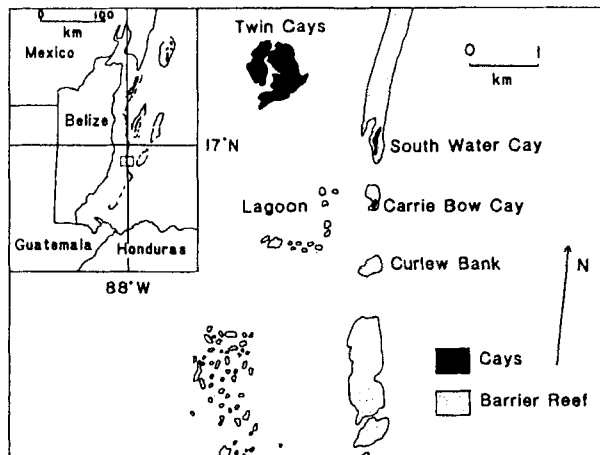 0 100
km
Mexico
Belize
Guatemala
Honduras
17°N
88°W
Twin Cays
0 1
km
South Water Cay
Lagoon
Carrie Bow Cay
Curlew Bank
N
Cays
Barrier Reef